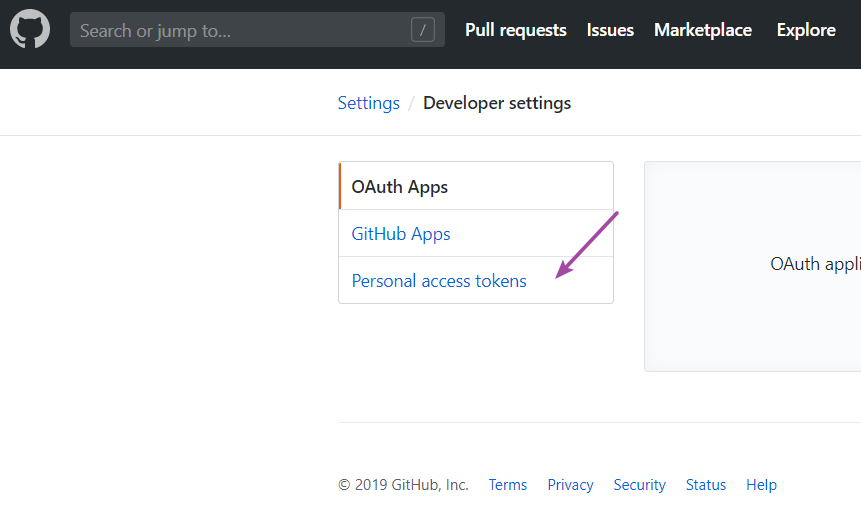 Search or jump to... /
Pull requests Issues Marketplace Explore
Settings / Developer settings
OAuth Apps
GitHub Apps
Personal access tokens
OAuth appli
© 2019 GitHub, Inc. Terms Privacy Security Status Help